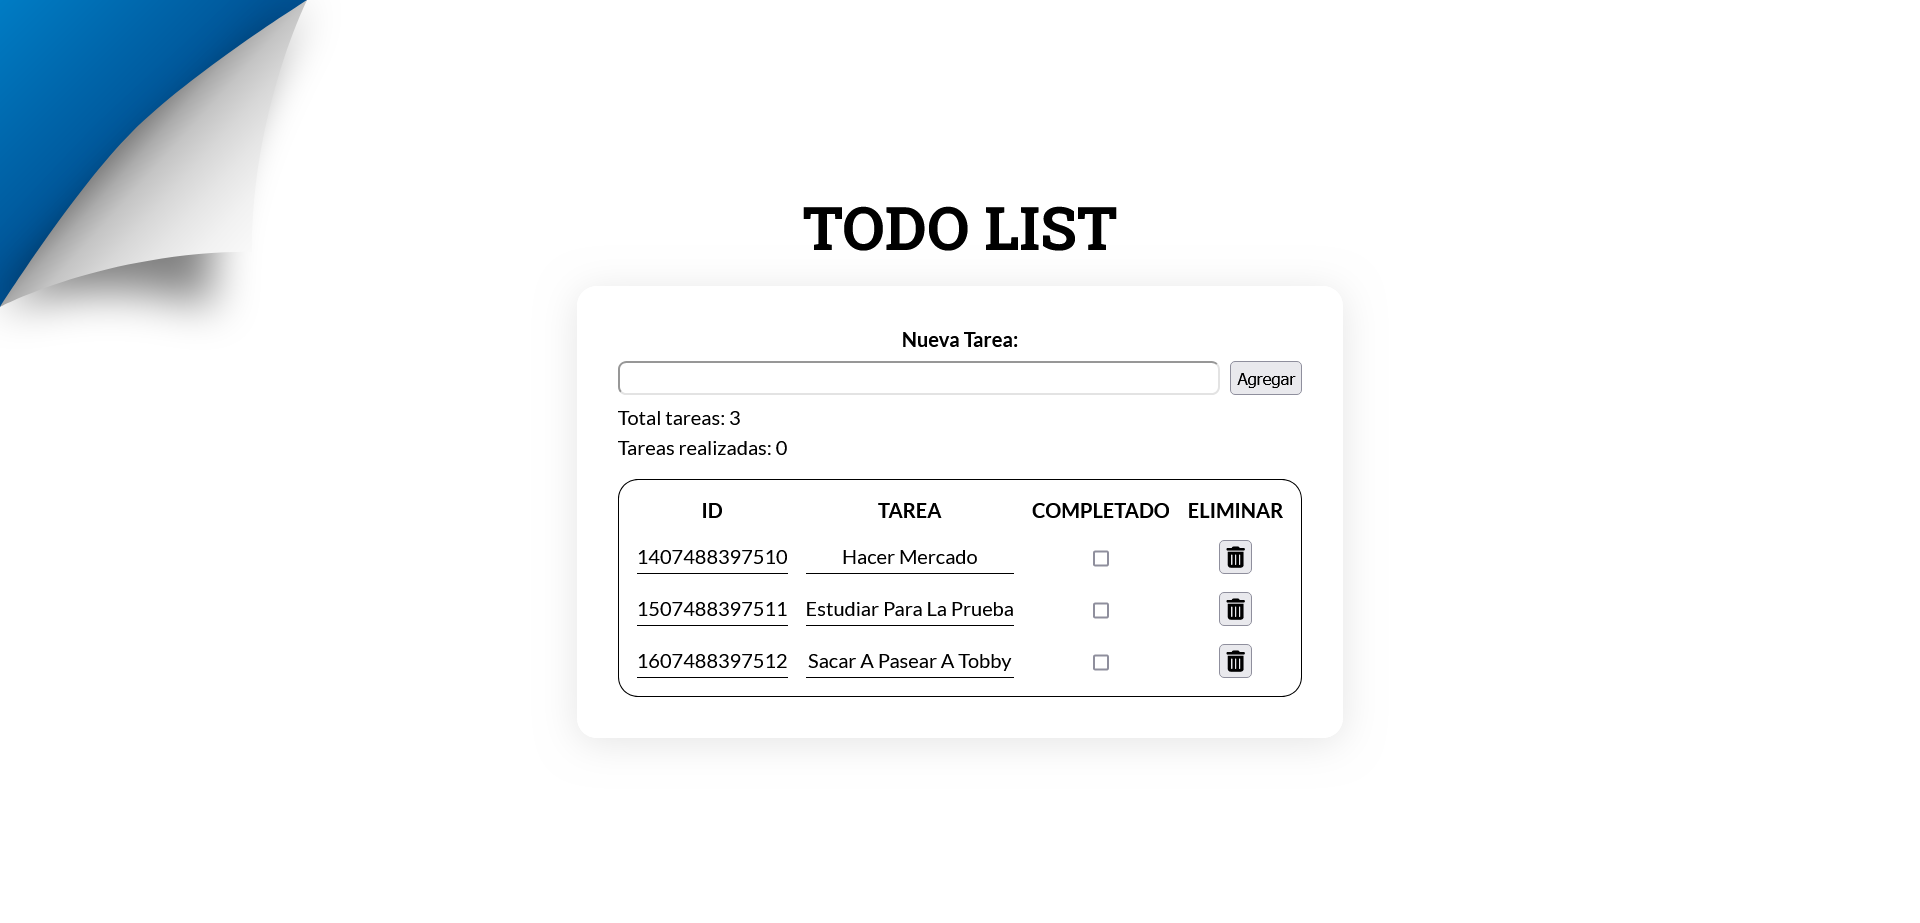 TODO LIST
Nueva Tarea:
Agregar
Total tareas: 3
Tareas realizadas: 0
ID TAREA COMPLETADO ELIMINAR
1407488397510 Hacer Mercado
1507488397511 Estudiar Para La Prueba
1607488397512 Sacar A Pasear A Tobby